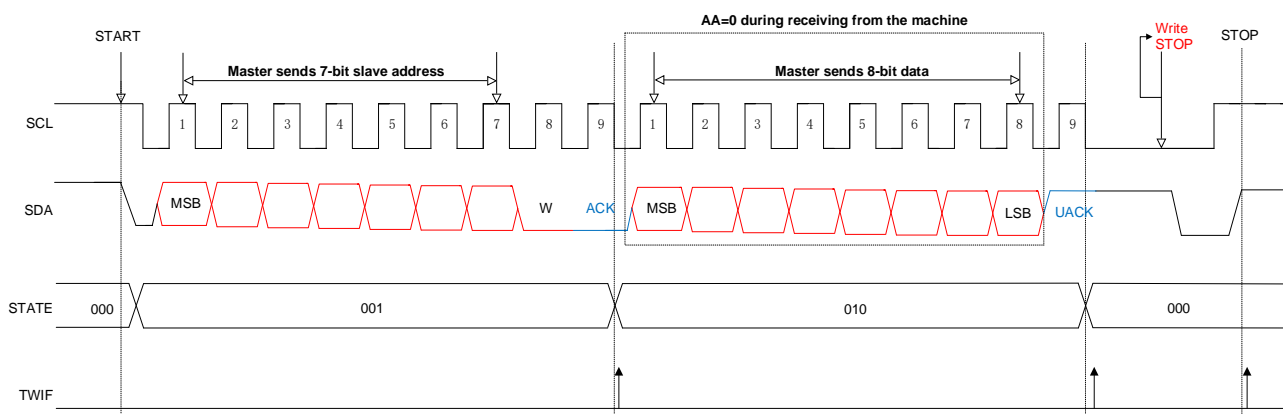 AA=0 during receiving from the machine
START
Write
STOP
STOP
Master sends 7-bit slave address
Master sends 8-bit data
SCL
1 2 3 4 5 6 7 8 9 1 2 3 4 5 6 7 8 9
SDA
MSB W ACK MSB LSB UACK
STATE
000 001 010 000
TWIF